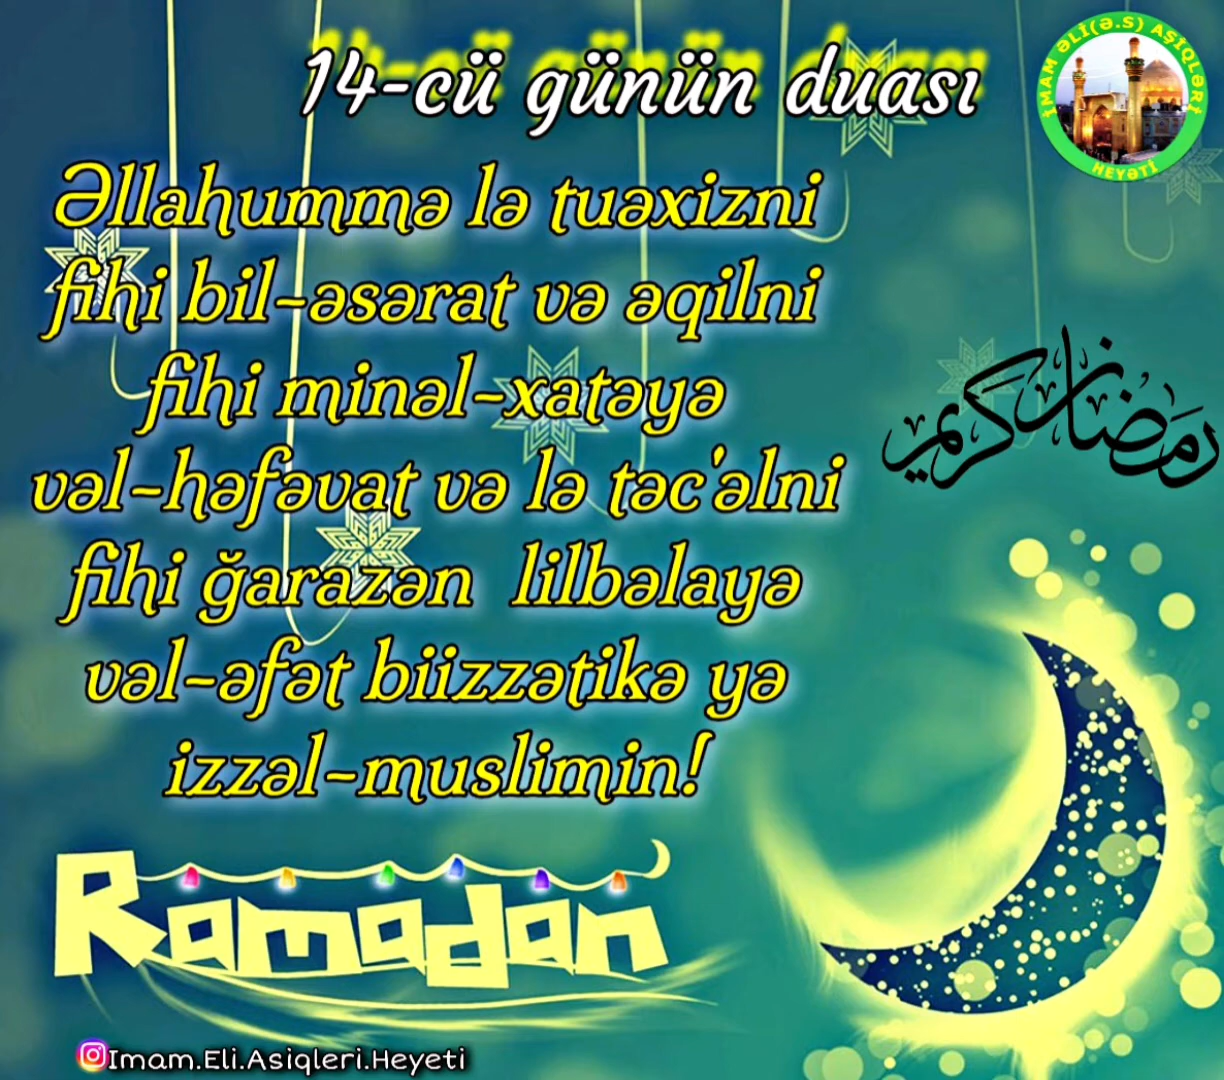 14-cü günün duası
İMAM ƏLİ(Ə.S) AŞİQLƏRİ
HEYƏTİ
Əllahummə lə tuəxizni
fihi bil-əsərat və əqilni
fihi minəl-xatəyə
vəl-həfəvat və lə təc'əlni
fihi ğarazən lilbəlayə
vəl-əfət biizzətikə yə
izzəl-muslimin!
رمضان كريم
Ramadan
Imam.Eli.Asiqleri.Heyeti